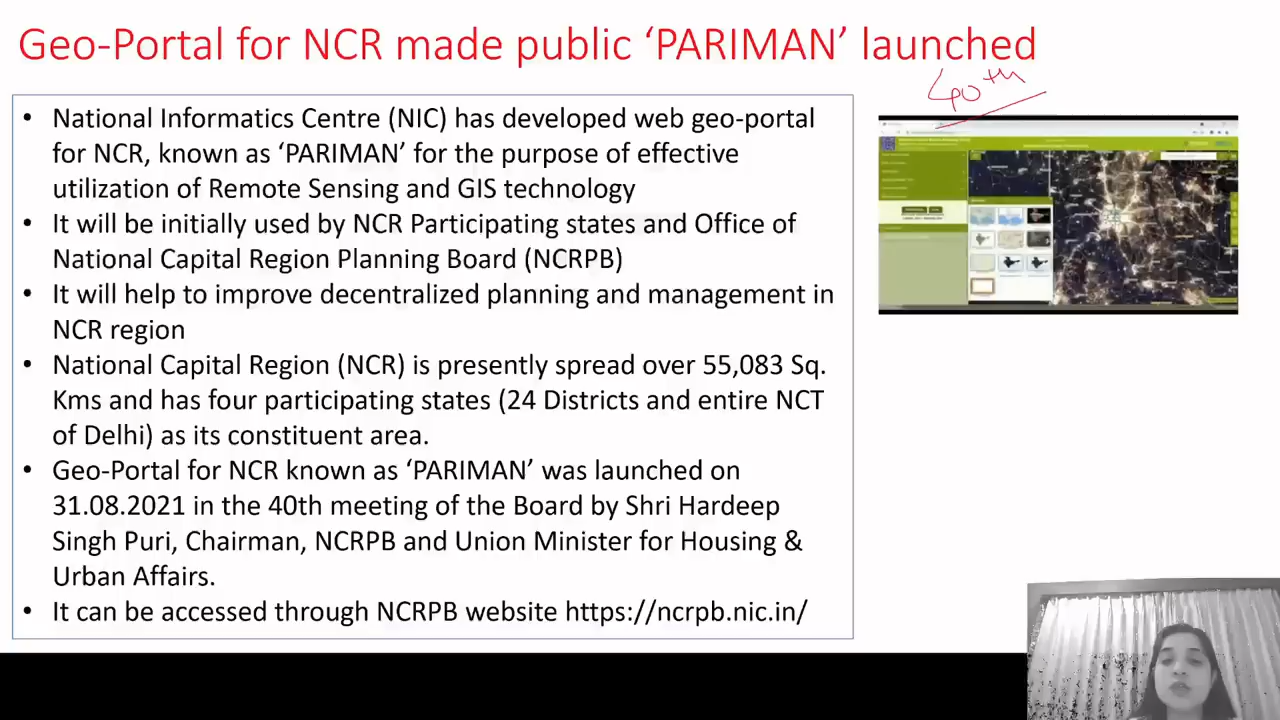 Geo-Portal for NCR made public ‘PARIMAN’ launched
40th
• National Informatics Centre (NIC) has developed web geo-portal
for NCR, known as ‘PARIMAN’ for the purpose of effective
utilization of Remote Sensing and GIS technology
• It will be initially used by NCR Participating states and Office of
National Capital Region Planning Board (NCRPB)
• It will help to improve decentralized planning and management in
NCR region
• National Capital Region (NCR) is presently spread over 55,083 Sq.
Kms and has four participating states (24 Districts and entire NCT
of Delhi) as its constituent area.
• Geo-Portal for NCR known as ‘PARIMAN’ was launched on
31.08.2021 in the 40th meeting of the Board by Shri Hardeep
Singh Puri, Chairman, NCRPB and Union Minister for Housing &
Urban Affairs.
• It can be accessed through NCRPB website https://ncrpb.nic.in/